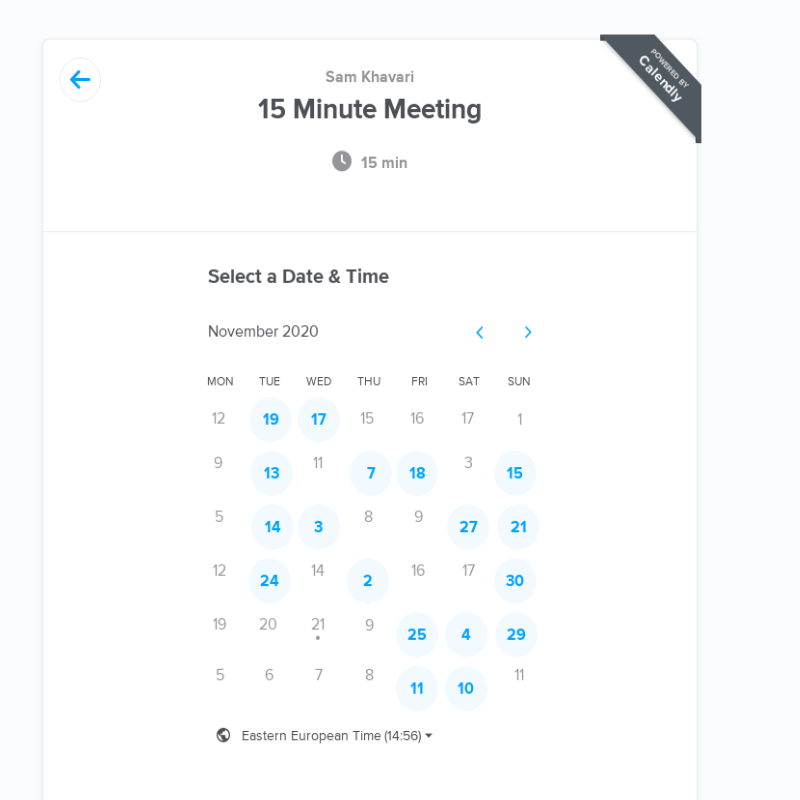 POWERED BY
Calendly
Sam Khavari
15 Minute Meeting
15 min
Select a Date & Time
November 2020
MON TUE WED THU FRI SAT SUN
12 19 17 15 16 17 1
9 13 11 7 18 3 15
5 14 3 8 9 27 21
12 24 14 2 16 17 30
19 20 21 9 25 4 29
5 6 7 8 11 10 11
Eastern European Time (14:56)